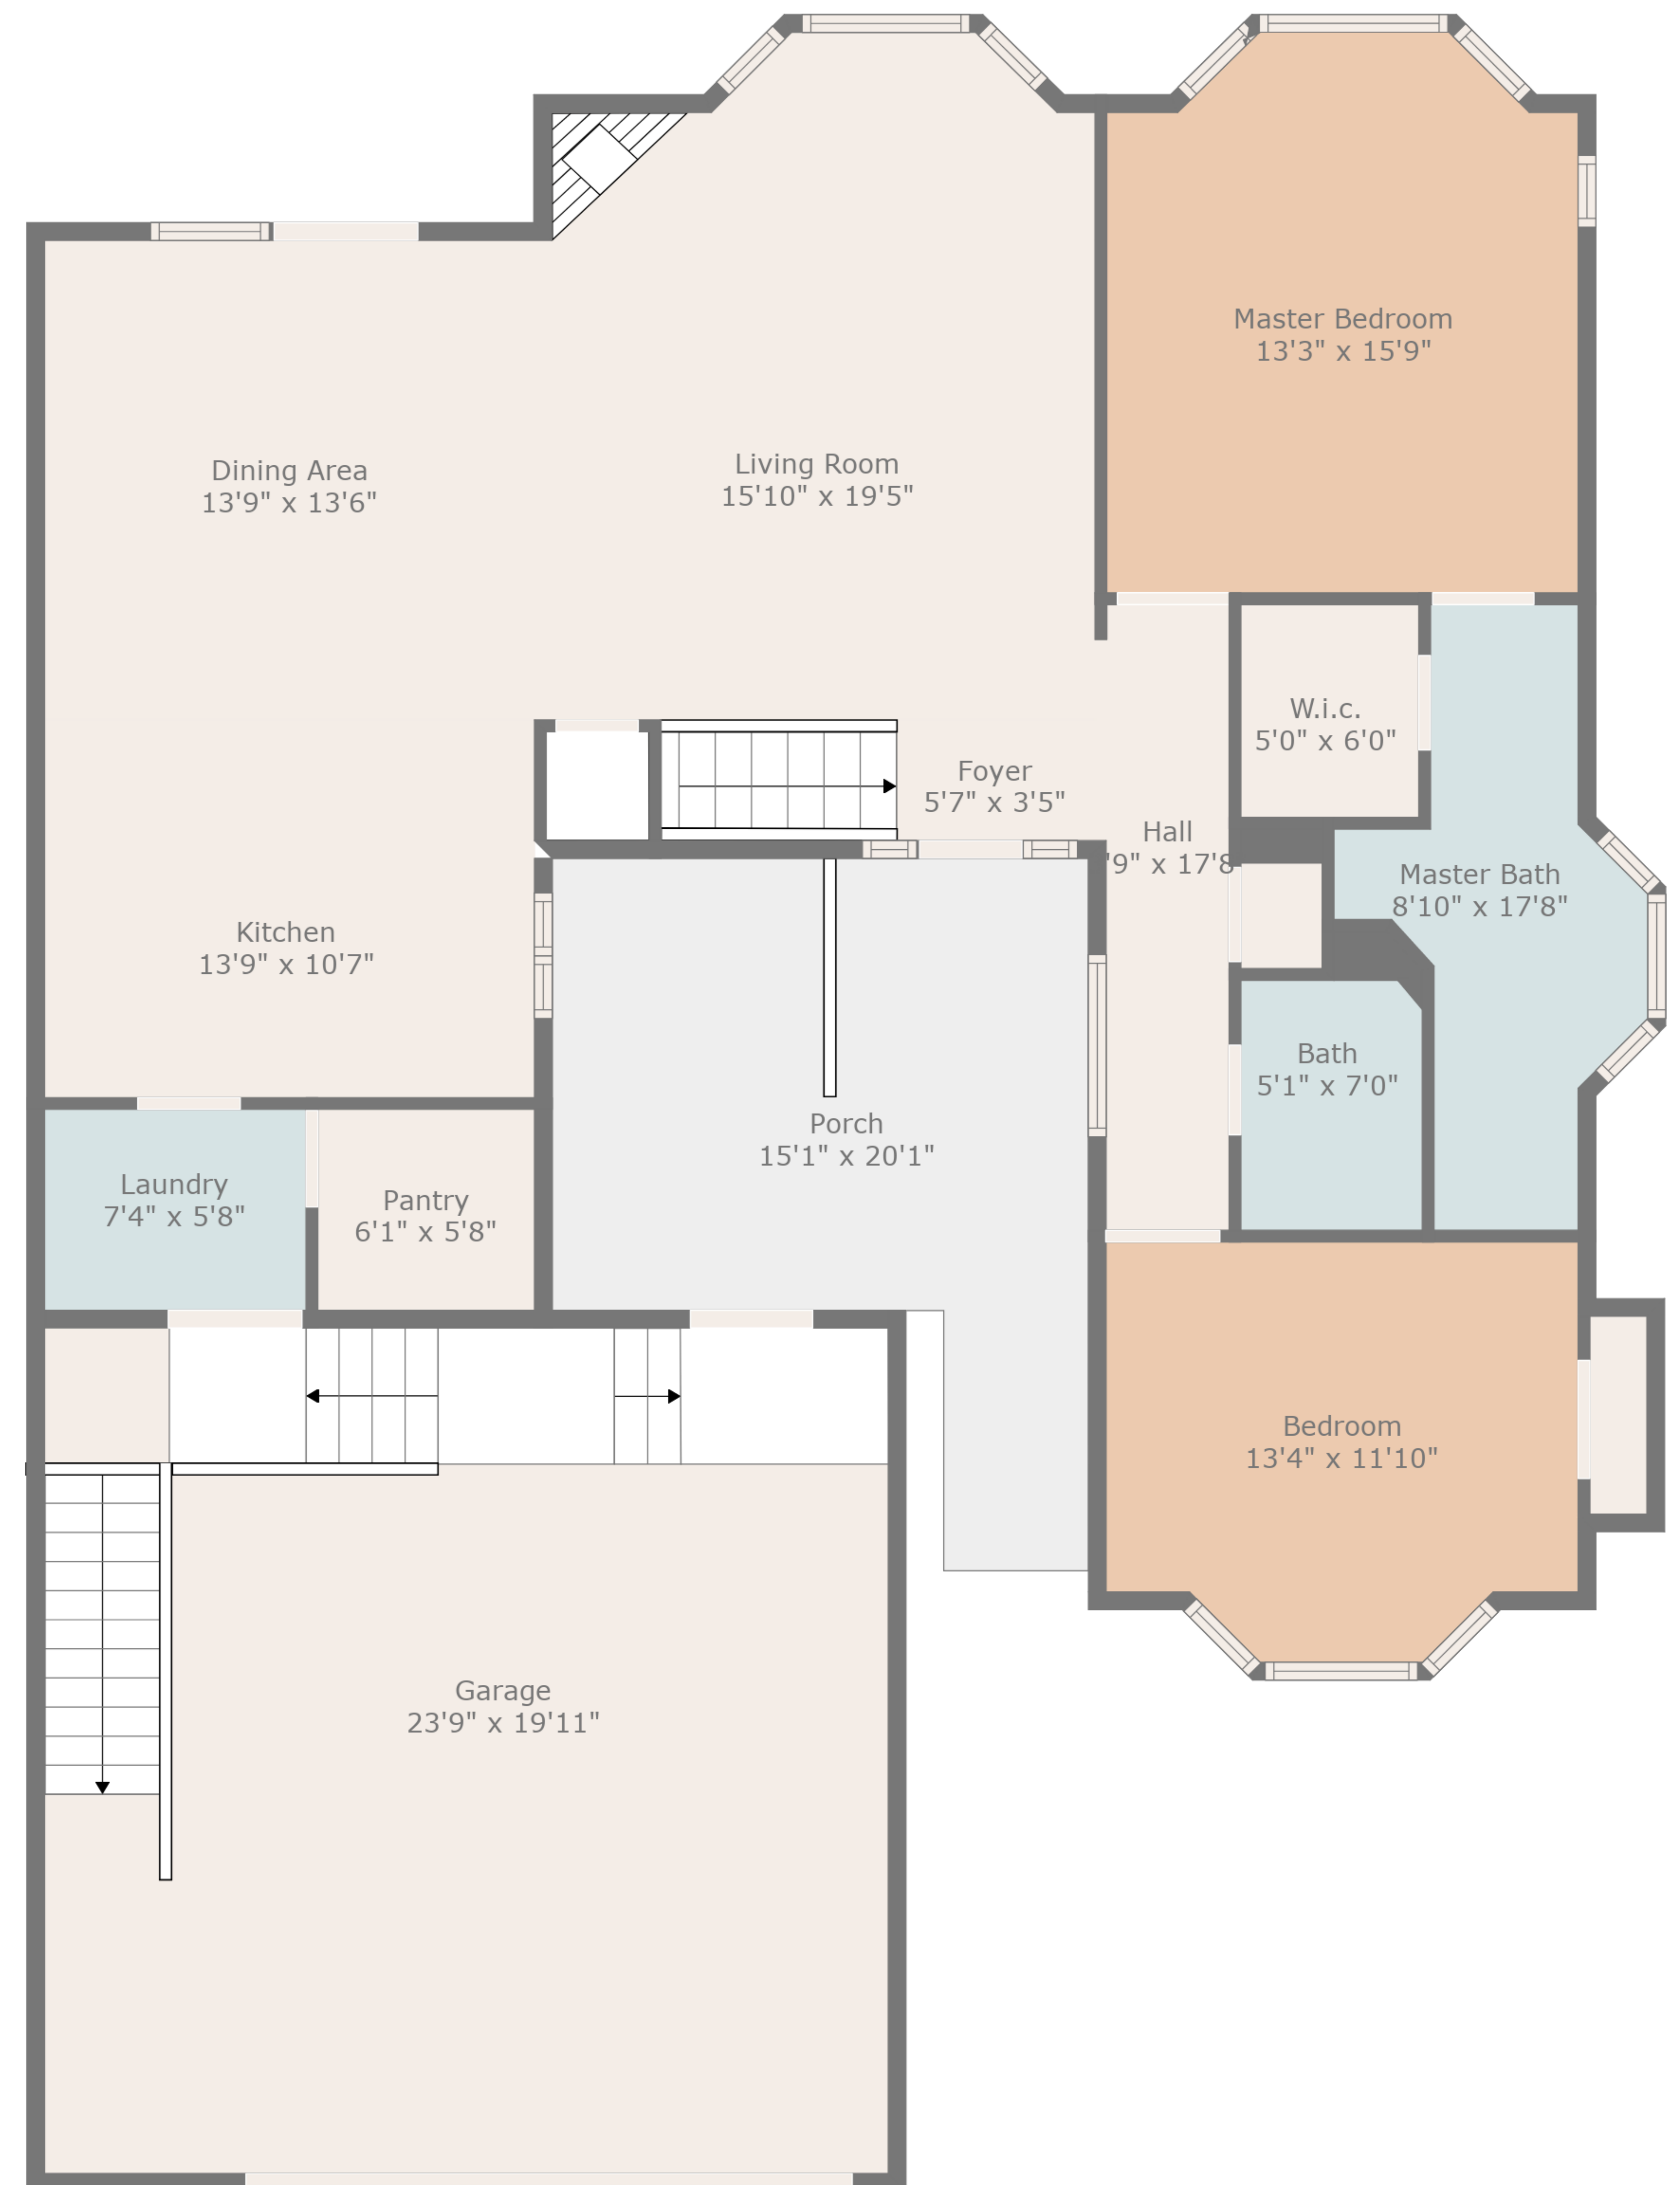 Master Bedroom
13'3" x 15'9"
Dining Area
13'9" x 13'6"
Living Room
15'10" x 19'5"
W.i.c.
5'0" x 6'0"
Foyer
5'7" x 3'5"
Hall
'9" x 17'8
Master Bath
8'10" x 17'8"
Kitchen
13'9" x 10'7"
Bath
5'1" x 7'0"
Porch
15'1" x 20'1"
Laundry
7'4" x 5'8"
Pantry
6'1" x 5'8"
Bedroom
13'4" x 11'10"
Garage
23'9" x 19'11"